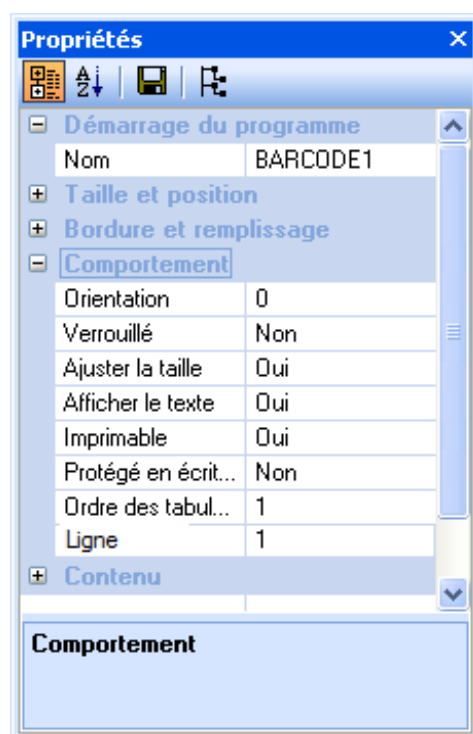 Propriétés
Démarrage du programme
Nom BARCODE1
Taille et position
Bordure et remplissage
Comportement
Orientation 0
Verrouillé Non
Ajuster la taille Oui
Afficher le texte Oui
Imprimable Oui
Protégé en écrit... Non
Ordre des tabul... 1
Ligne 1
Contenu
Comportement